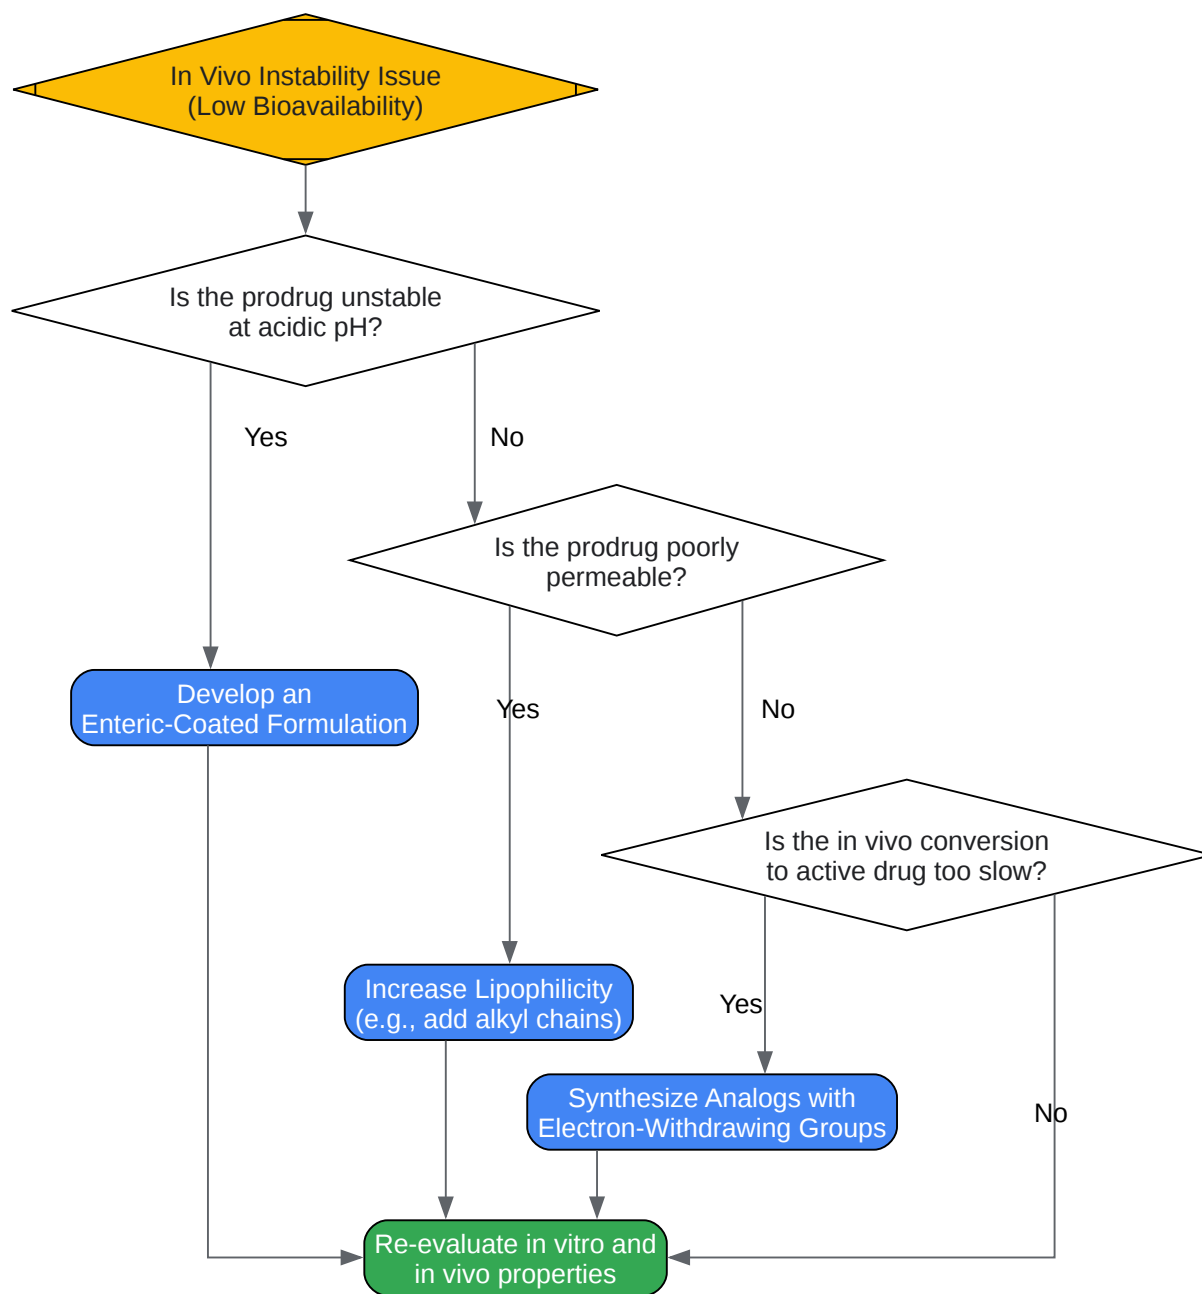 In Vivo Instability Issue
(Low Bioavailability)
Is the prodrug unstable
at acidic pH?
Yes
No
Is the prodrug poorly
permeable?
Develop an
Enteric-Coated Formulation
Yes
No
Is the in vivo conversion
to active drug too slow?
Increase Lipophilicity
(e.g., add alkyl chains)
Yes
Synthesize Analogs with
Electron-Withdrawing Groups
No
Re-evaluate in vitro and
in vivo properties